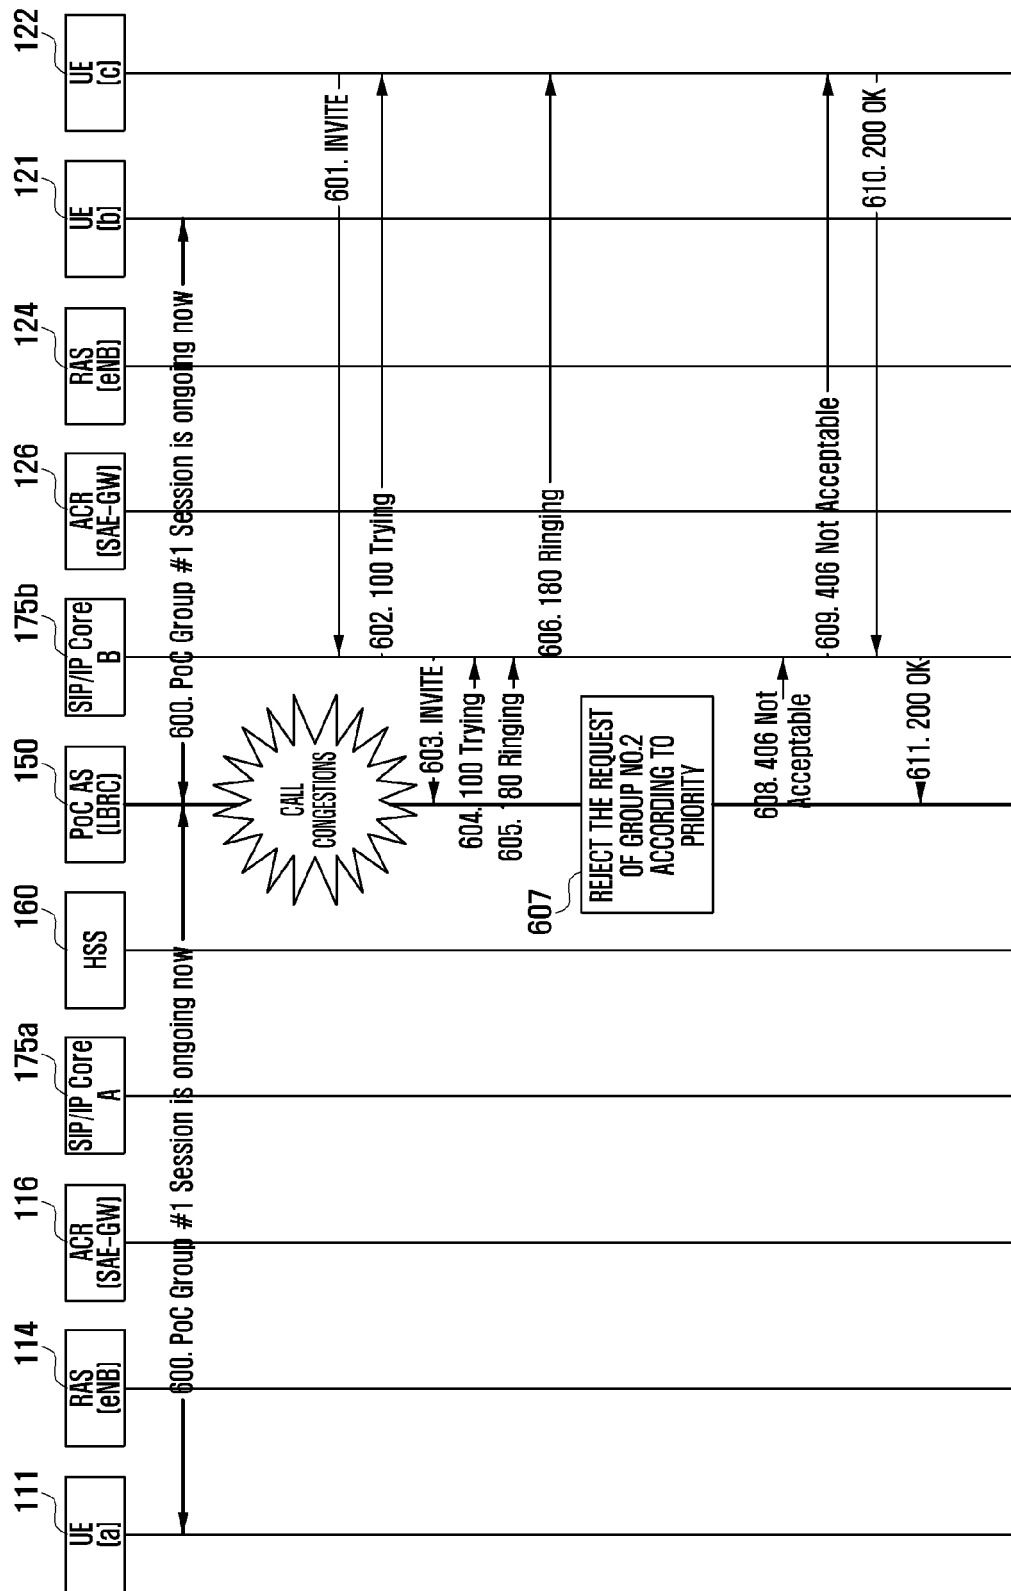 111
UE
(a)
114
RAS
(eNB)
116
ACR
(SAE-GW)
175a
SIP/IP Core
A
160
HSS
150
PoC AS
(LBRC)
175b
SIP/IP Core
B
126
ACR
(SAE-GW)
124
RAS
(eNB)
121
UE
(b)
122
UE
(c)
600. PoC Group #1 Session is ongoing now
600. PoC Group #1 Session is ongoing now
CALL
CONGESTIONS
601. INVITE
602. 100 Trying
603. INVITE
604. 100 Trying
605. 180 Ringing
606. 180 Ringing
607
REJECT THE REQUEST
OF GROUP NO.2
ACCORDING TO
PRIORITY
608. 406 Not
Acceptable
609. 406 Not Acceptable
610. 200 OK
611. 200 OK